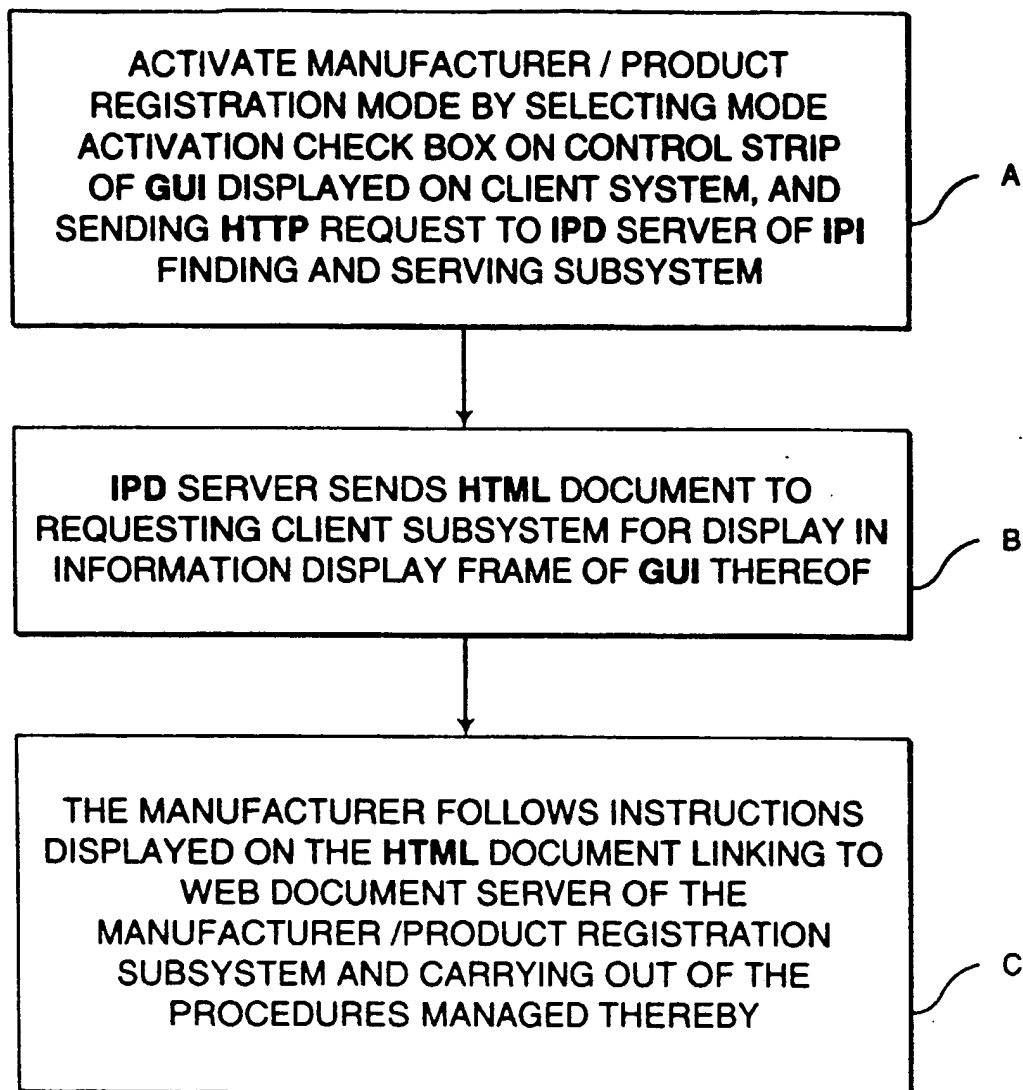 ACTIVATE MANUFACTURER / PRODUCT
REGISTRATION MODE BY SELECTING MODE
ACTIVATION CHECK BOX ON CONTROL STRIP
OF GUI DISPLAYED ON CLIENT SYSTEM, AND
SENDING HTTP REQUEST TO IPD SERVER OF IPI
FINDING AND SERVING SUBSYSTEM
A
IPD SERVER SENDS HTML DOCUMENT TO
REQUESTING CLIENT SUBSYSTEM FOR DISPLAY IN
INFORMATION DISPLAY FRAME OF GUI THEREOF
B
THE MANUFACTURER FOLLOWS INSTRUCTIONS
DISPLAYED ON THE HTML DOCUMENT LINKING TO
WEB DOCUMENT SERVER OF THE
MANUFACTURER /PRODUCT REGISTRATION
SUBSYSTEM AND CARRYING OUT OF THE
PROCEDURES MANAGED THEREBY
C